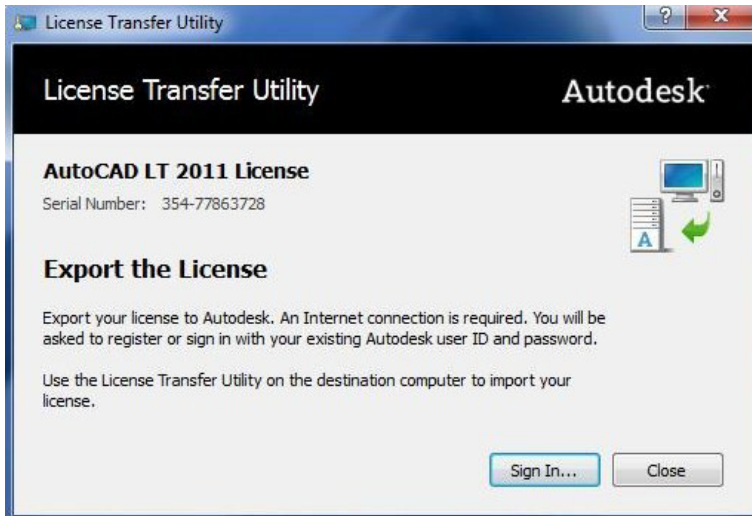 License Transfer Utility
License Transfer Utility
Autodesk
AutoCAD LT 2011 License
Serial Number: 354-77863728
Export the License
Export your license to Autodesk. An Internet connection is required. You will be
asked to register or sign in with your existing Autodesk user ID and password.
Use the License Transfer Utility on the destination computer to import your
license.
Sign In...
Close